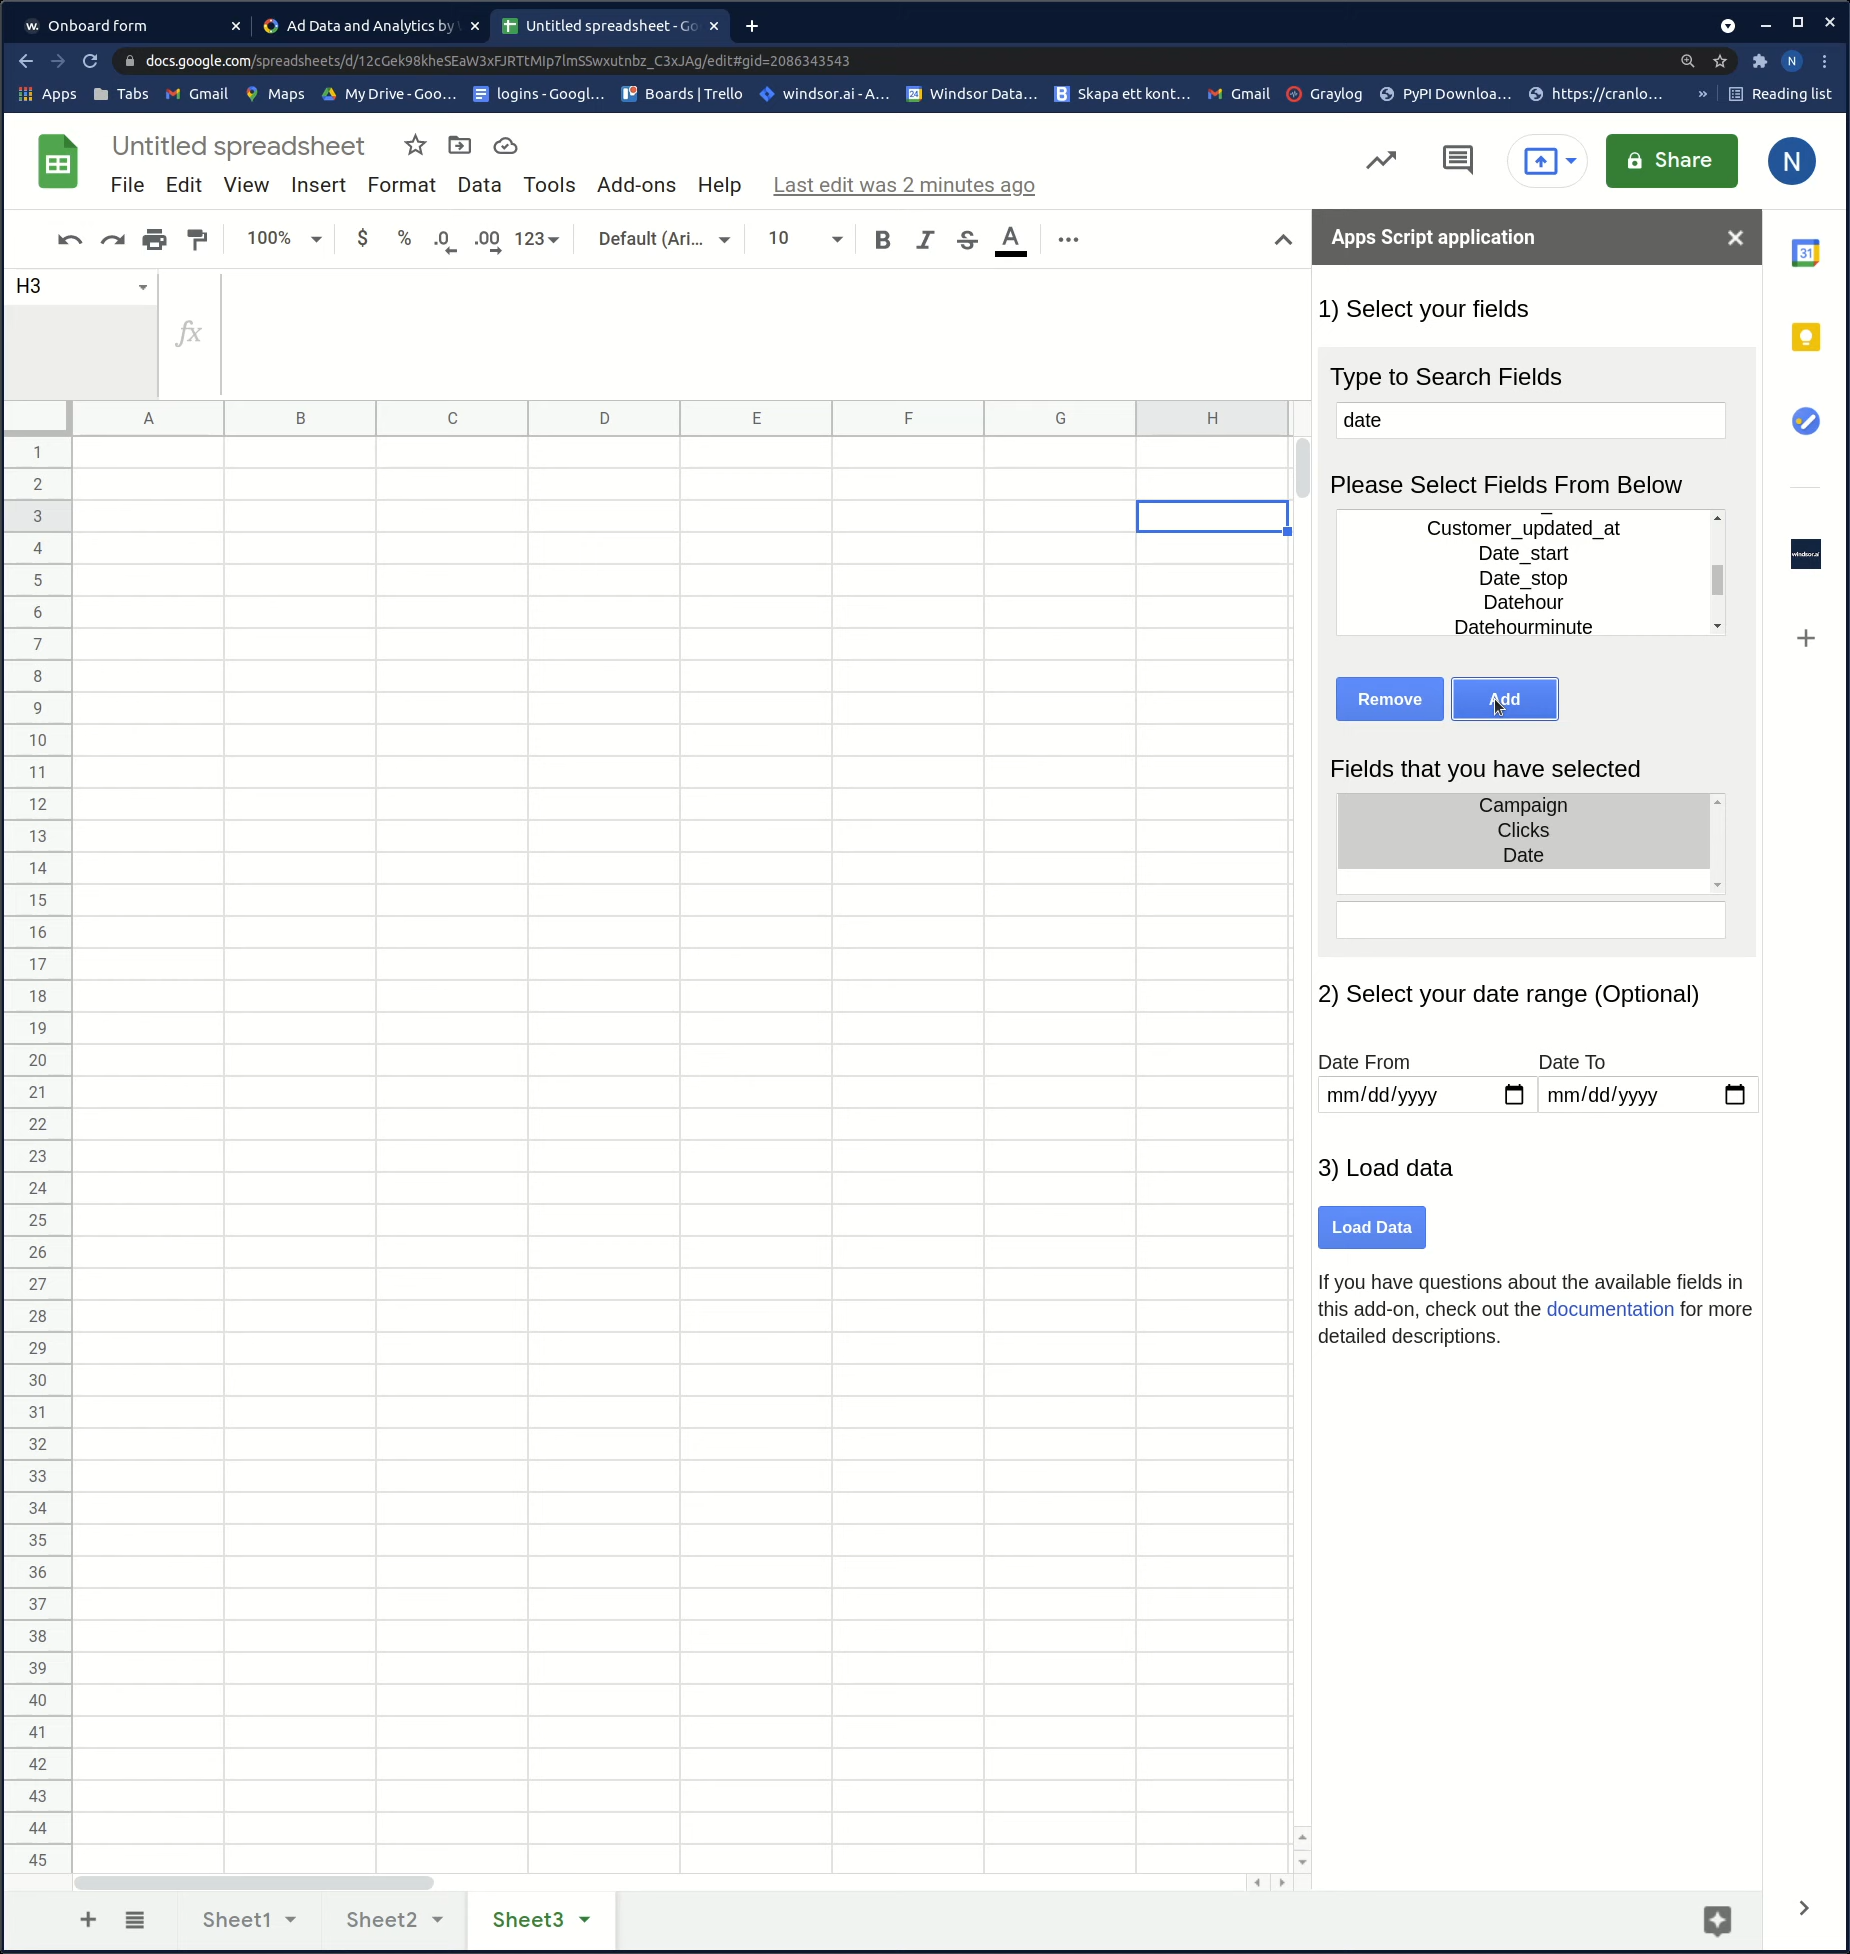 Onboard form
Ad Data and Analytics by
Untitled spreadsheet - Go
docs.google.com/spreadsheets/d/12cGek98kheSEaW3xFJRTtMIp7lmSSwxutnbz_C3xJAg/edit#gid=2086343543
N
Apps Tabs Gmail Maps My Drive - Goo... logins - Googl... Boards | Trello windsor.ai - A... Windsor Data... Skapa ett kont... Gmail Graylog PyPI Downloa... https://cranlo... » Reading list
Untitled spreadsheet
File Edit View Insert Format Data Tools Add-ons Help Last edit was 2 minutes ago
Share
N
100% $ % .0 .00 123 Default (Ari... 10 B I S A
H3
fx
A B C D E F G H
1
2
3
4
5
6
7
8
9
10
11
12
13
14
15
16
17
18
19
20
21
22
23
24
25
26
27
28
29
30
31
32
33
34
35
36
37
38
39
40
41
42
43
44
45
Sheet1 Sheet2 Sheet3
Apps Script application
1) Select your fields
Type to Search Fields
date
Please Select Fields From Below
Customer_updated_at
Date_start
Date_stop
Datehour
Datehourminute
Remove Add
Fields that you have selected
Campaign
Clicks
Date
2) Select your date range (Optional)
Date From Date To
mm/dd/yyyy mm/dd/yyyy
3) Load data
Load Data
If you have questions about the available fields in
this add-on, check out the documentation for more
detailed descriptions.
31
windsor.ai